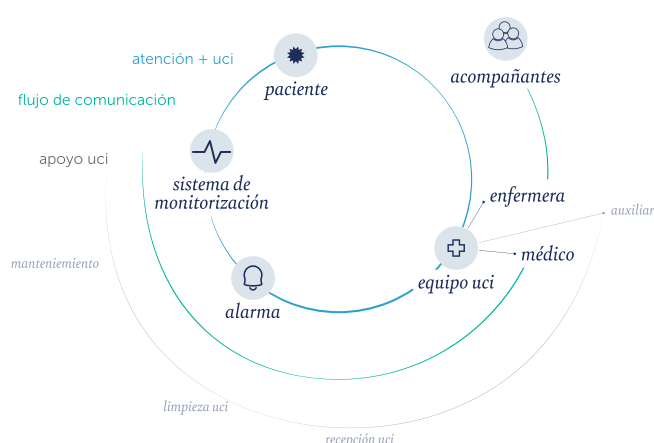 atención + uci
paciente
acompañantes
flujo de comunicación
apoyo uci
sistema de
monitorización
enfermera
auxiliar
médico
manteniemiento
equipo uci
alarma
limpieza uci
recepción uci